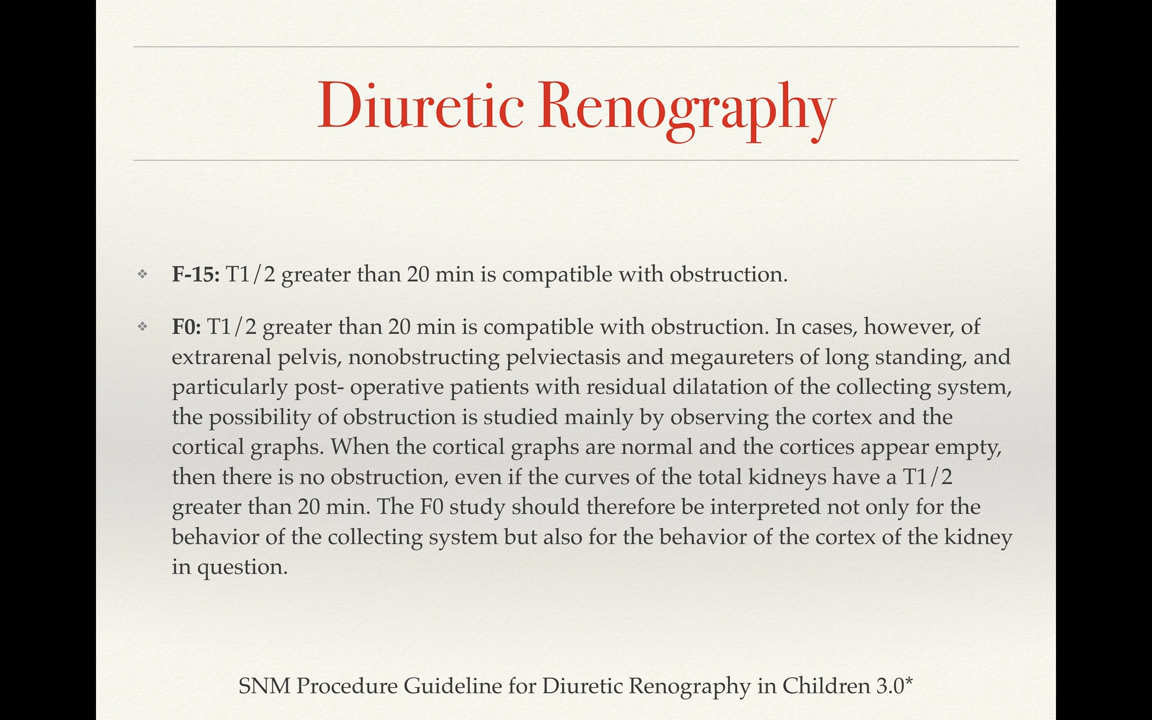 Diuretic Renography
❖ F-15: T1/2 greater than 20 min is compatible with obstruction.
❖ F0: T1/2 greater than 20 min is compatible with obstruction. In cases, however, of
extrarenal pelvis, nonobstructing pelviectasis and megaureters of long standing, and
particularly post- operative patients with residual dilatation of the collecting system,
the possibility of obstruction is studied mainly by observing the cortex and the
cortical graphs. When the cortical graphs are normal and the cortices appear empty,
then there is no obstruction, even if the curves of the total kidneys have a T1/2
greater than 20 min. The F0 study should therefore be interpreted not only for the
behavior of the collecting system but also for the behavior of the cortex of the kidney
in question.
SNM Procedure Guideline for Diuretic Renography in Children 3.0*